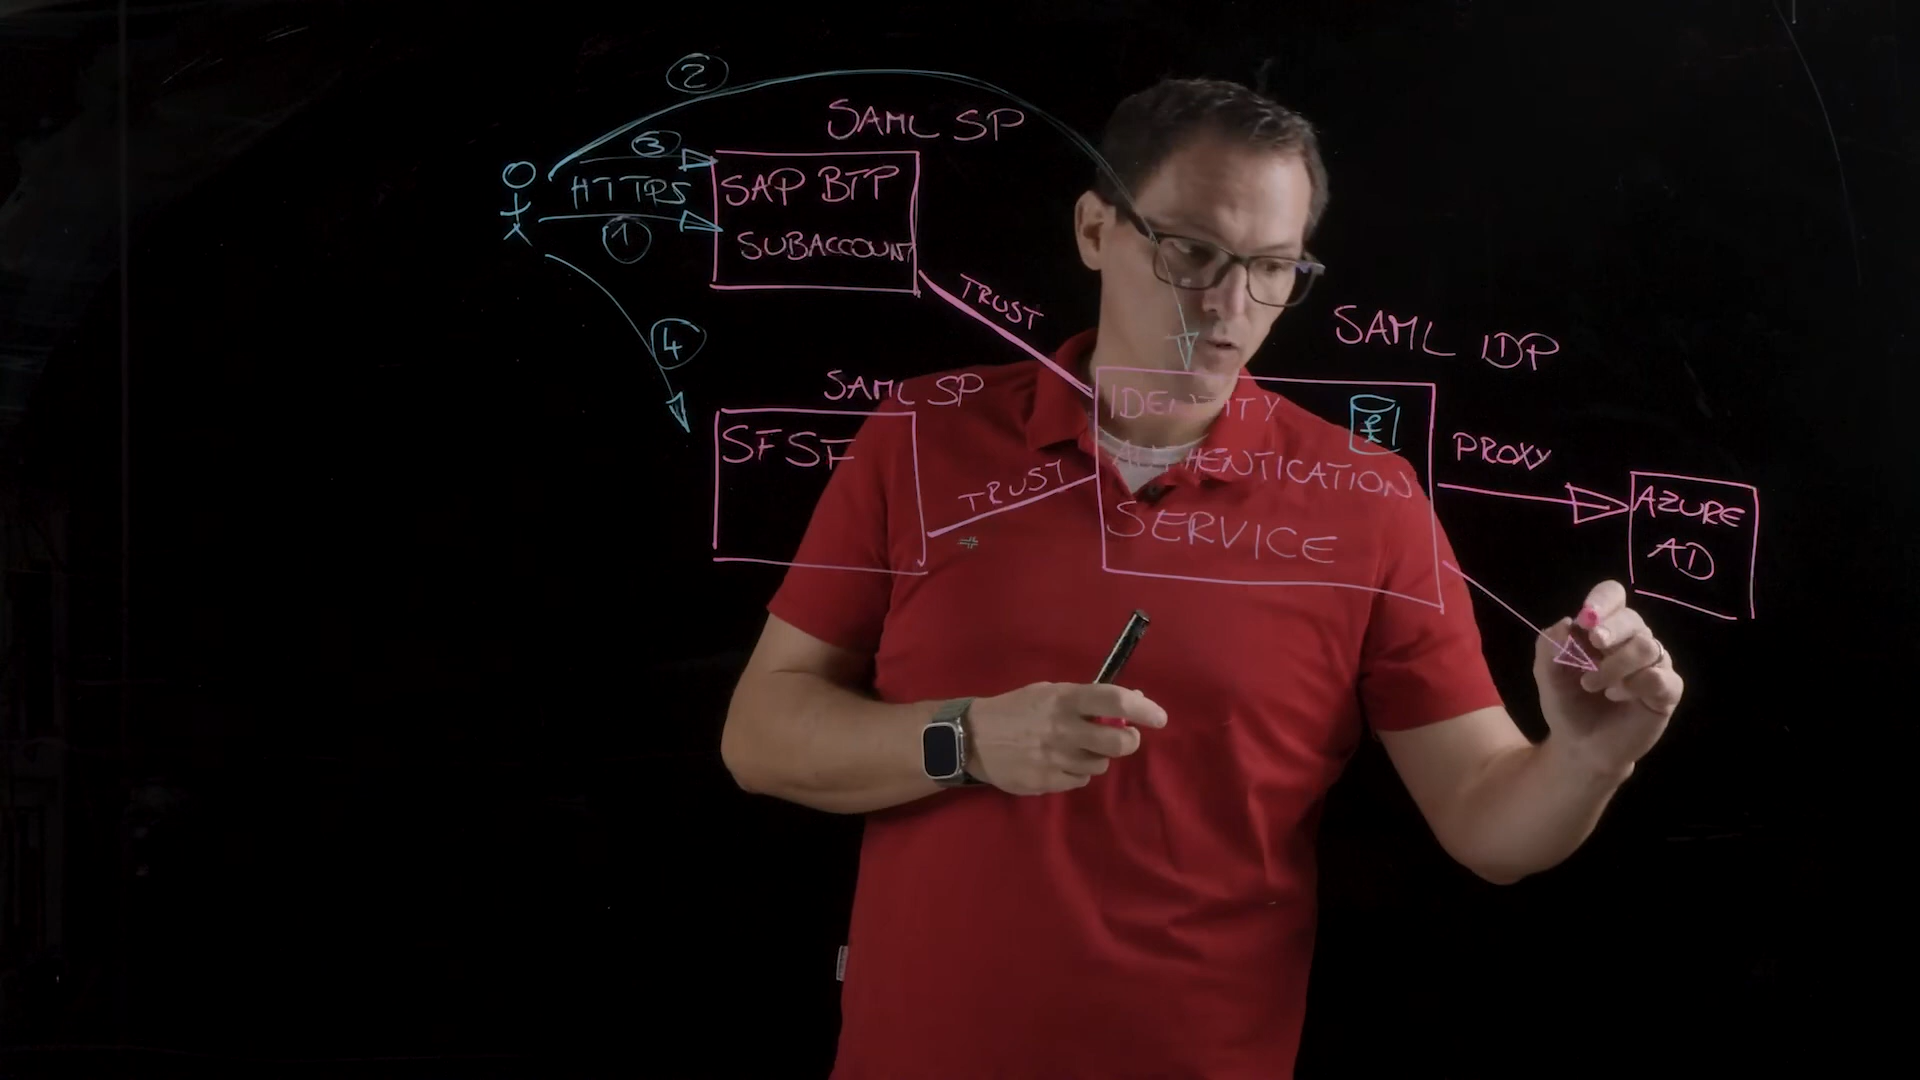 2
SAML SP
3
HTTPS
1
SAP BTP
SUBACCOUNT
TRUST
4
SAML SP
SFSF
TRUST
SAML IDP
IDENTITY
AUTHENTICATION
SERVICE
PROXY
AZURE
AD